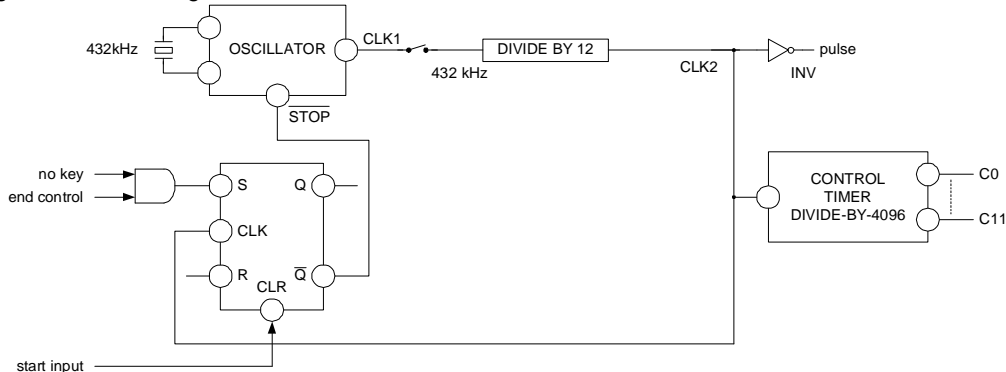 432kHz
OSCILLATOR
CLK1
STOP
432 kHz
DIVIDE BY 12
CLK2
pulse
INV
no key
end control
S
Q
CLK
R
Q
CLR
start input
CONTROL
TIMER
DIVIDE-BY-4096
C0
C11